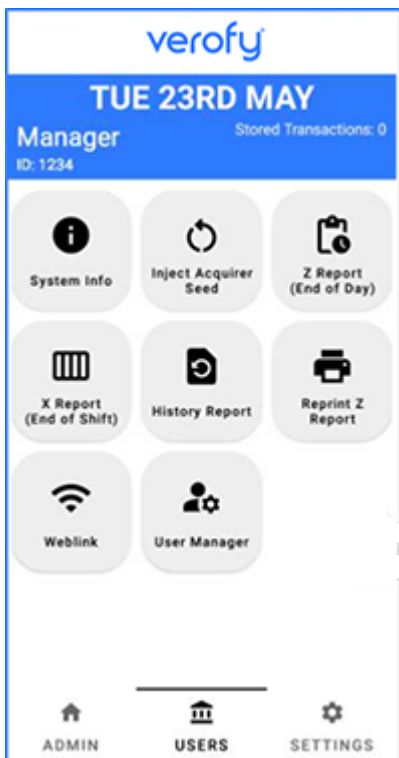 verofy
TUE 23RD MAY
Manager
Stored Transactions: 0
ID: 1234
System Info
Inject Acquirer
Seed
Z Report
(End of Day)
X Report
(End of Shift)
History Report
Reprint Z
Report
Weblink
User Manager
ADMIN
USERS
SETTINGS